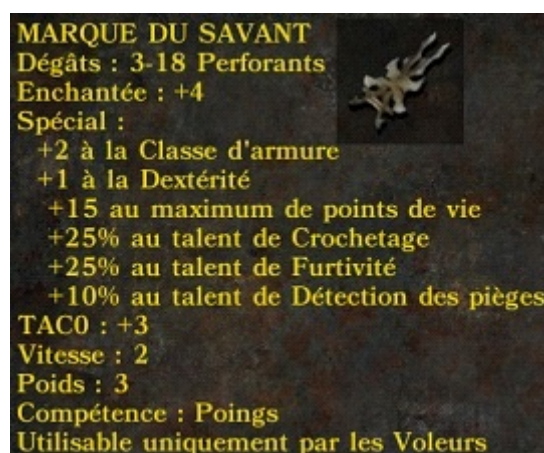 MARQUE DU SAVANT
Dégâts : 3-18 Perforants
Enchantée : +4
Spécial :
+2 à la Classe d'armure
+1 à la Dextérité
+15 au maximum de points de vie
+25% au talent de Crochetage
+25% au talent de Furtivité
+10% au talent de Détection des pièges
TAC0 : +3
Vitesse : 2
Poids : 3
Compétence : Poings
Utilisable uniquement par les Voleurs